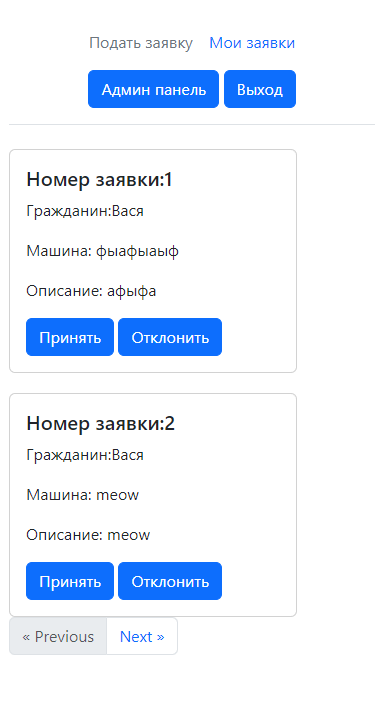 Подать заявку Мои заявки
Админ панель Выход
Номер заявки:1
Гражданин:Вася
Машина: фыафыаыф
Описание: афыфа
Принять Отклонить
Номер заявки:2
Гражданин:Вася
Машина: meow
Описание: meow
Принять Отклонить
« Previous Next »